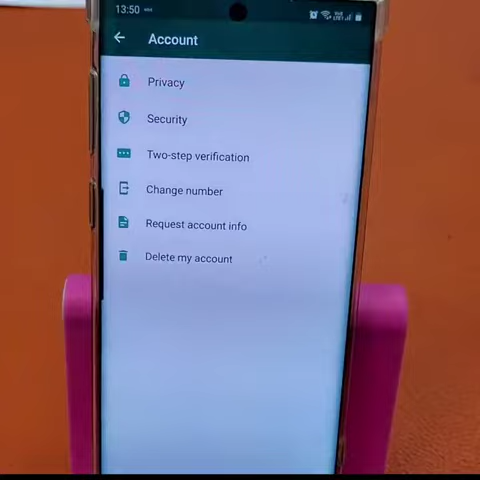 13:50
Account
Privacy
Security
Two-step verification
Change number
Request account info
Delete my account